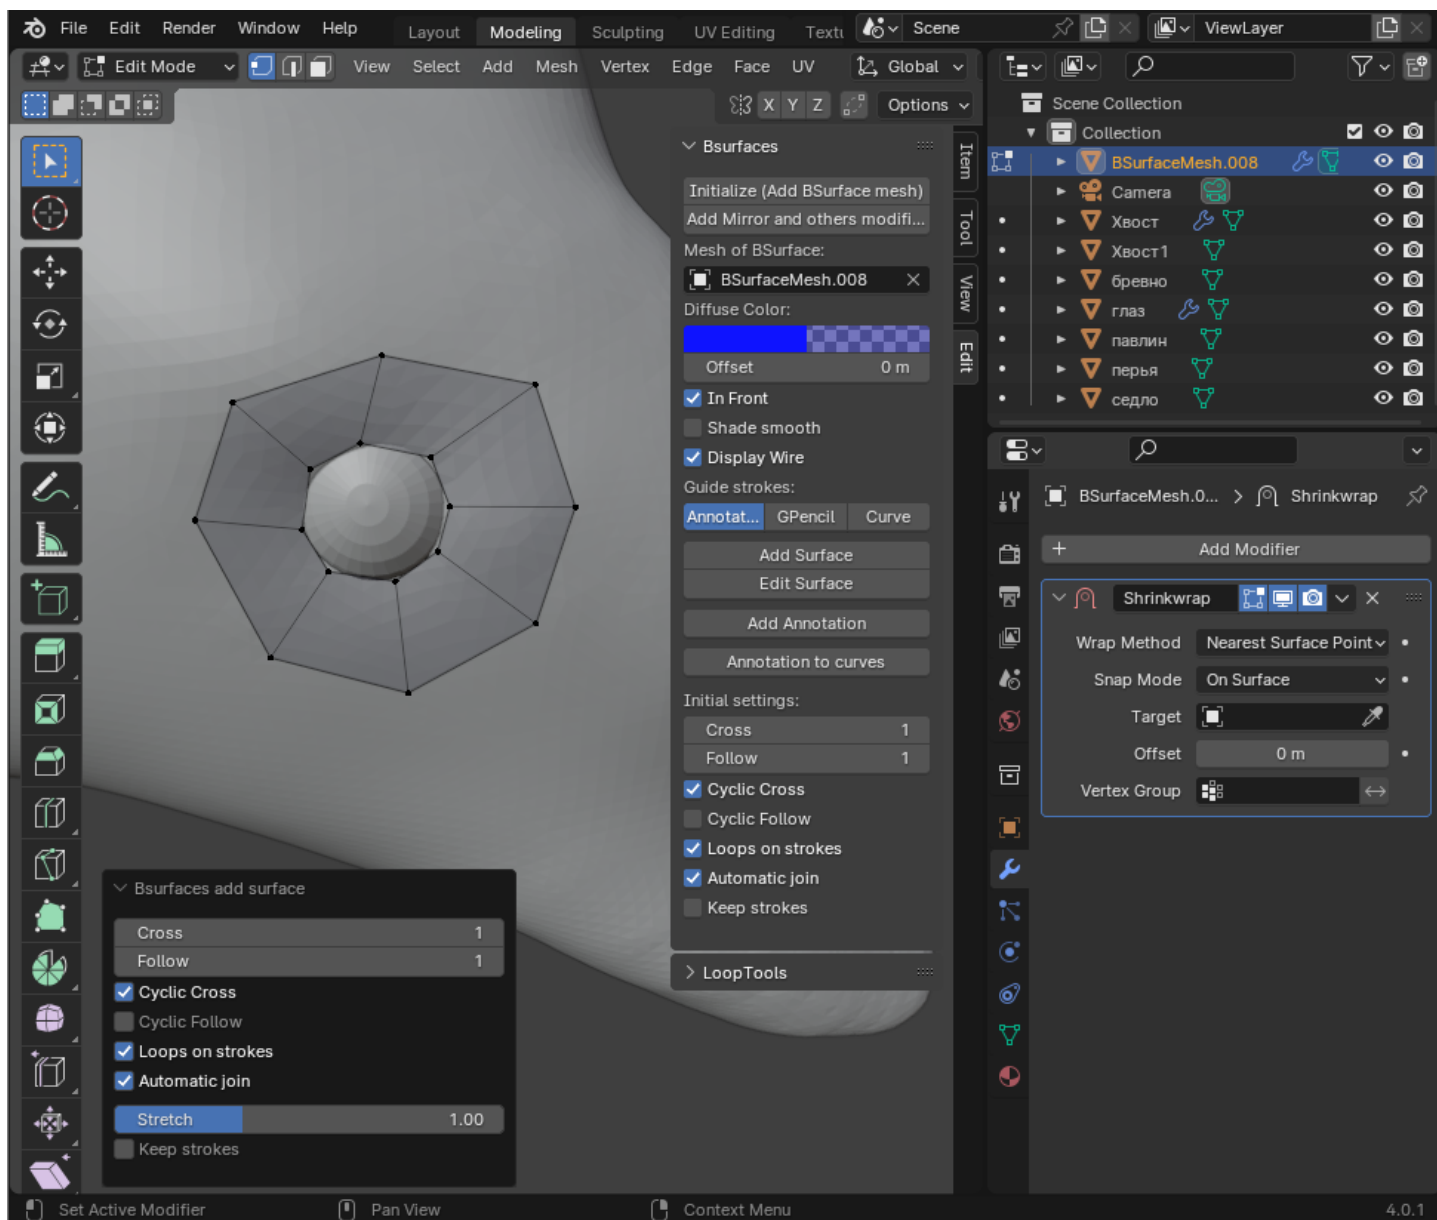 File Edit Render Window Help Layout Modeling Sculpting UV Editing Scene ViewLayer
Edit Mode View Select Add Mesh Vertex Edge Face UV Global
X Y Z Options
Bsurfaces
Initialize (Add BSurface mesh)
Add Mirror and others modifi...
Mesh of BSurface:
BSurfaceMesh.008
Diffuse Color:
Offset 0 m
In Front
Shade smooth
Display Wire
Guide strokes:
Annotat... GPencil Curve
Add Surface
Edit Surface
Add Annotation
Annotation to curves
Initial settings:
Cross 1
Follow 1
Cyclic Cross
Cyclic Follow
Loops on strokes
Automatic join
Keep strokes
LoopTools
Item
Tool
View
Edit
Bsurfaces add surface
Cross 1
Follow 1
Cyclic Cross
Cyclic Follow
Loops on strokes
Automatic join
Stretch 1.00
Keep strokes
Scene Collection
Collection
BSurfaceMesh.008
Camera
Хвост
Хвост1
бревно
глаз
павлин
перья
седло
BSurfaceMesh.0... Shrinkwrap
Add Modifier
Shrinkwrap
Wrap Method Nearest Surface Point
Snap Mode On Surface
Target
Offset 0 m
Vertex Group
Set Active Modifier Pan View Context Menu 4.0.1